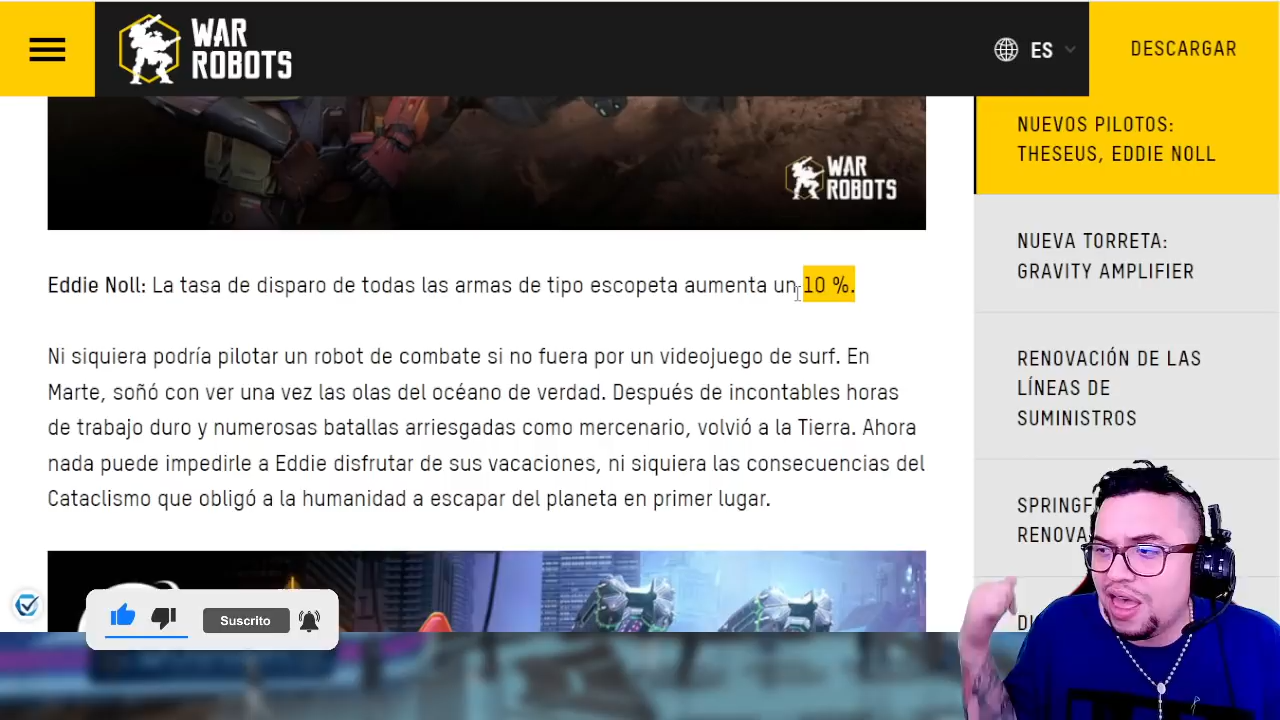 WAR
ROBOTS
ES
DESCARGAR
NUEVOS PILOTOS:
THESEUS, EDDIE NOLL
WAR
ROBOTS
NUEVA TORRETA:
GRAVITY AMPLIFIER
Eddie Noll: La tasa de disparo de todas las armas de tipo escopeta aumenta un 10 %.
Ni siquiera podría pilotar un robot de combate si no fuera por un videojuego de surf. En
Marte, soñó con ver una vez las olas del océano de verdad. Después de incontables horas
de trabajo duro y numerosas batallas arriesgadas como mercenario, volvió a la Tierra. Ahora
nada puede impedirle a Eddie disfrutar de sus vacaciones, ni siquiera las consecuencias del
Cataclismo que obligó a la humanidad a escapar del planeta en primer lugar.
RENOVACIÓN DE LAS
LÍNEAS DE
SUMINISTROS
Suscrito